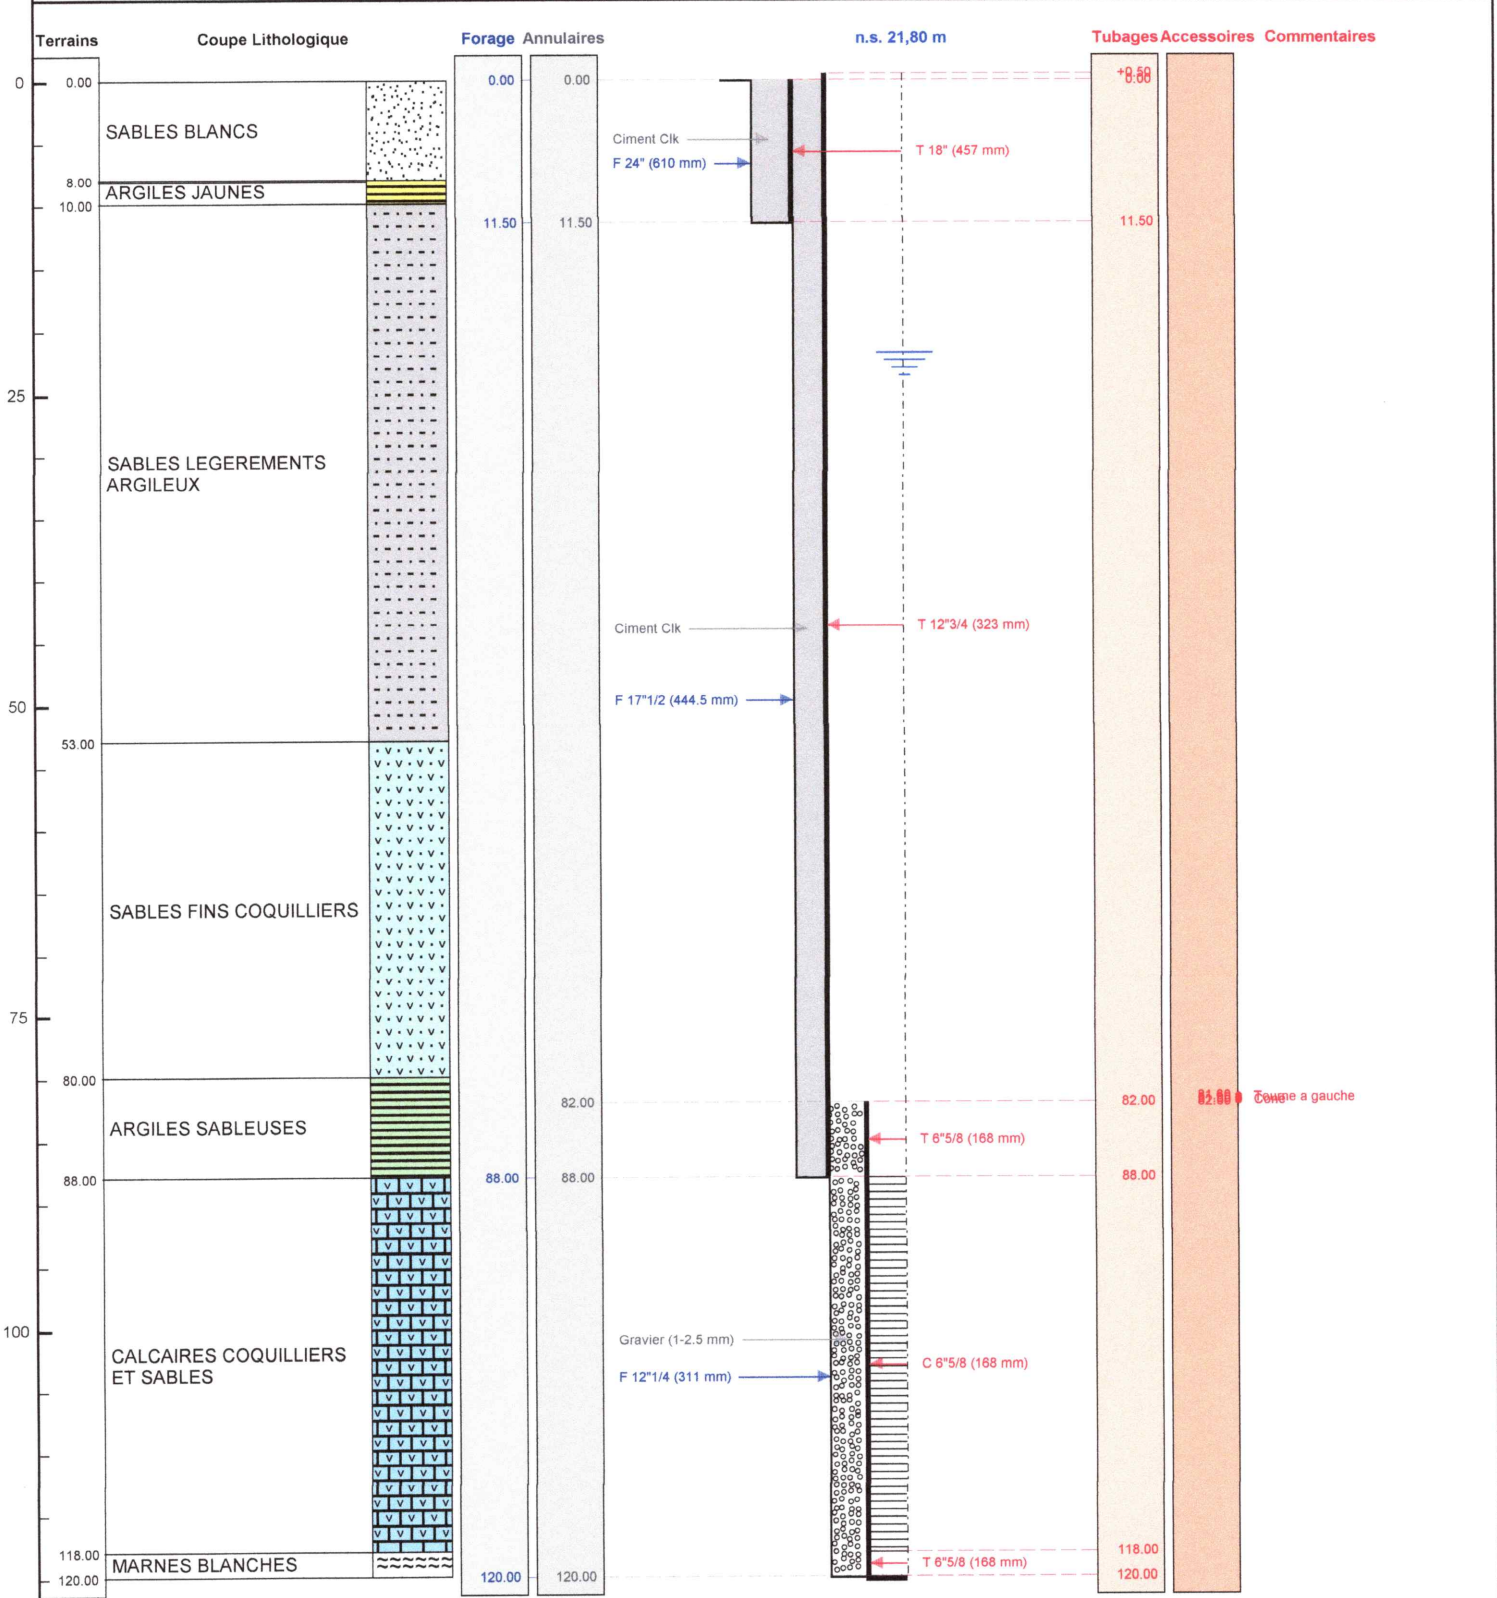 Terrains Coupe Lithologique Forage Annulaires n.s. 21,80 m Tubages Accessoires Commentaires
+0.50
0 0.00 0.00 0.00 0.00
SABLES BLANCS
Ciment Clk
T 18" (457 mm)
F 24" (610 mm)
8.00
ARGILES JAUNES
10.00
11.50 11.50 11.50
25
SABLES LEGEREMENTS
ARGILEUX
Ciment Clk
T 12"3/4 (323 mm)
F 17"1/2 (444.5 mm)
50
53.00
SABLES FINS COQUILLIERS
75
80.00
82.00 82.00
Tourne a gauche
Cone
ARGILES SABLEUSES
T 6"5/8 (168 mm)
88.00 88.00 88.00 88.00
100
Gravier (1-2.5 mm)
CALCAIRES COQUILLIERS
ET SABLES
C 6"5/8 (168 mm)
F 12"1/4 (311 mm)
118.00 118.00
MARNES BLANCHES
T 6"5/8 (168 mm)
120.00 120.00 120.00 120.00